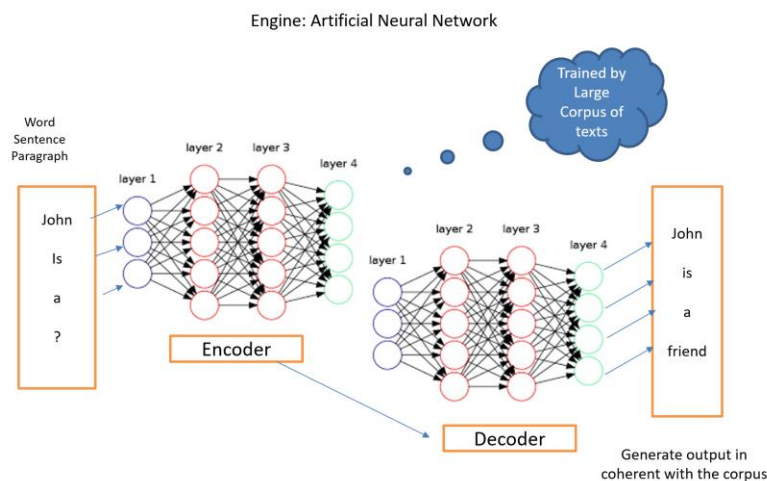 Engine: Artificial Neural Network
Trained by
Large
Corpus of
texts
Word
Sentence
Paragraph
layer 1
layer 2
layer 3
layer 4
John
Is
a
?
Encoder
layer 1
layer 2
layer 3
layer 4
Decoder
John
is
a
friend
Generate output in
coherent with the corpus